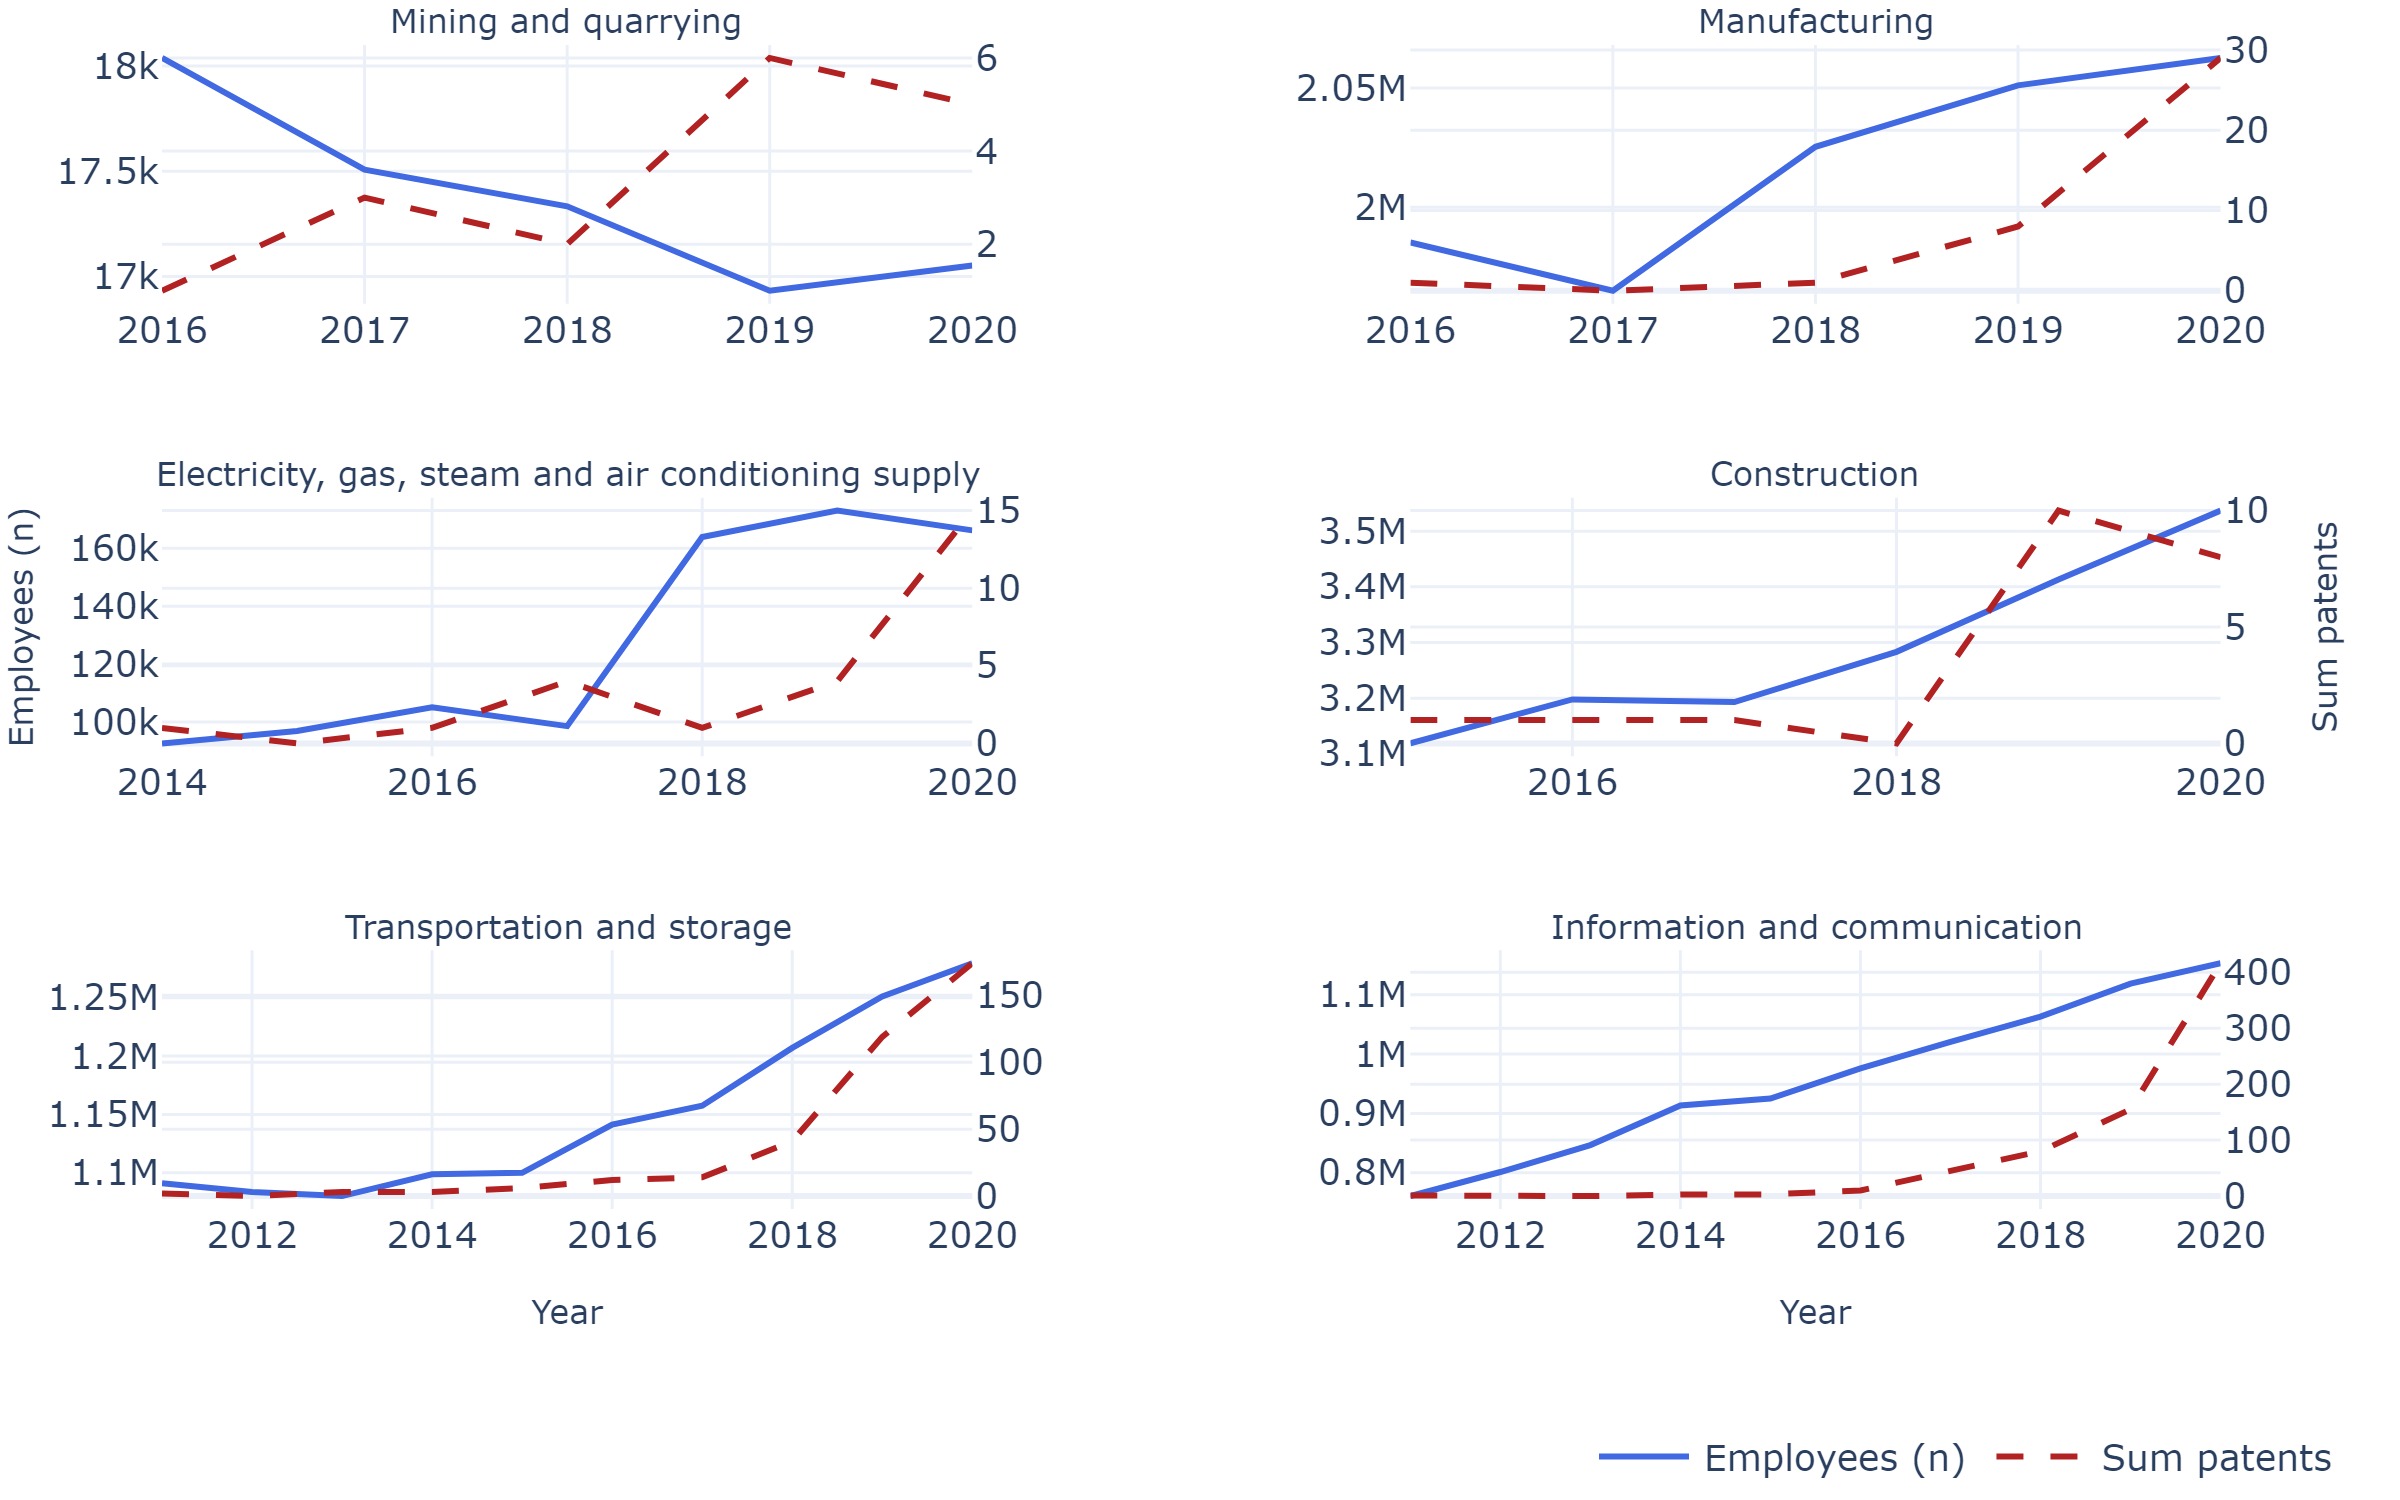 Mining and quarrying
18k
17.5k
17k
6
4
2
2016 2017 2018 2019 2020
Manufacturing
2.05M
2M
30
20
10
0
2016 2017 2018 2019 2020
Employees (n)
Electricity, gas, steam and air conditioning supply
160k
140k
120k
100k
15
10
5
0
2014 2016 2018 2020
Construction
3.5M
3.4M
3.3M
3.2M
3.1M
10
5
0
2016 2018 2020
Sum patents
Transportation and storage
1.25M
1.2M
1.15M
1.1M
150
100
50
0
2012 2014 2016 2018 2020
Year
Information and communication
1.1M
1M
0.9M
0.8M
400
300
200
100
0
2012 2014 2016 2018 2020
Year
Employees (n) Sum patents